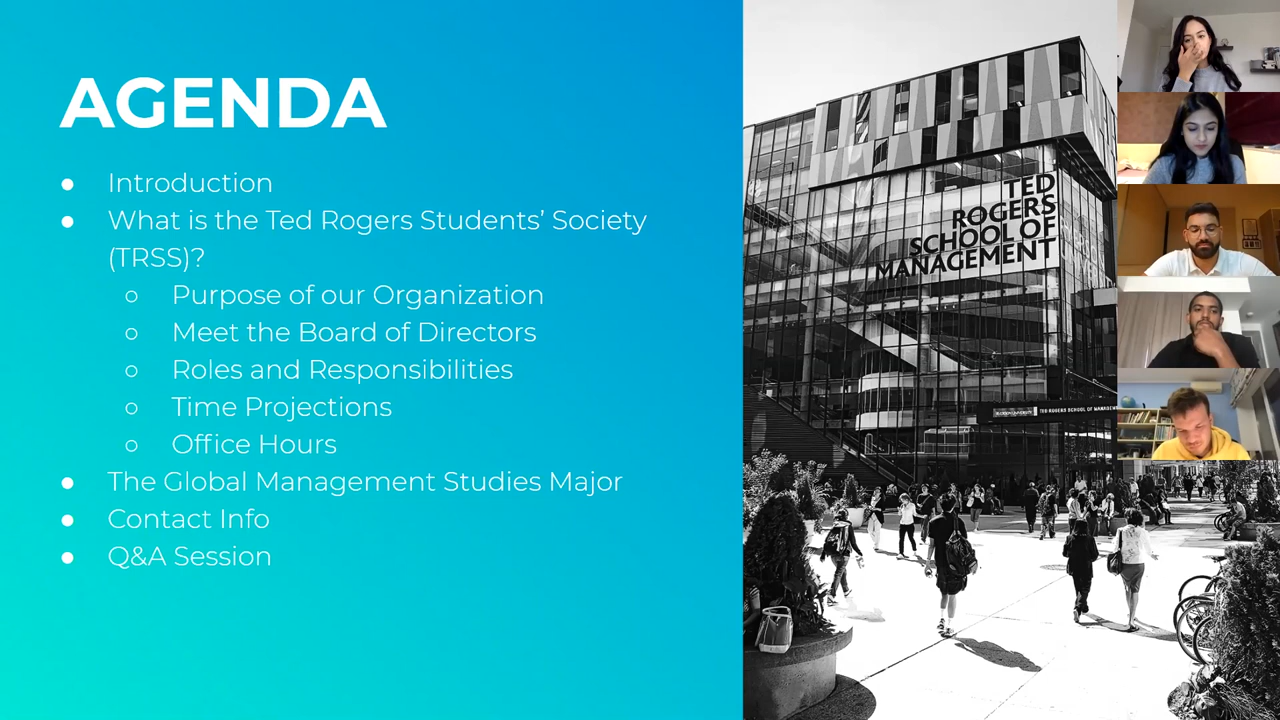 AGENDA
● Introduction
● What is the Ted Rogers Students’ Society
(TRSS)?
○ Purpose of our Organization
○ Meet the Board of Directors
○ Roles and Responsibilities
○ Time Projections
○ Office Hours
● The Global Management Studies Major
● Contact Info
● Q&A Session
TED
ROGERS
SCHOOL OF
MANAGEMENT
TED ROGERS SCHOOL OF MANAGEM